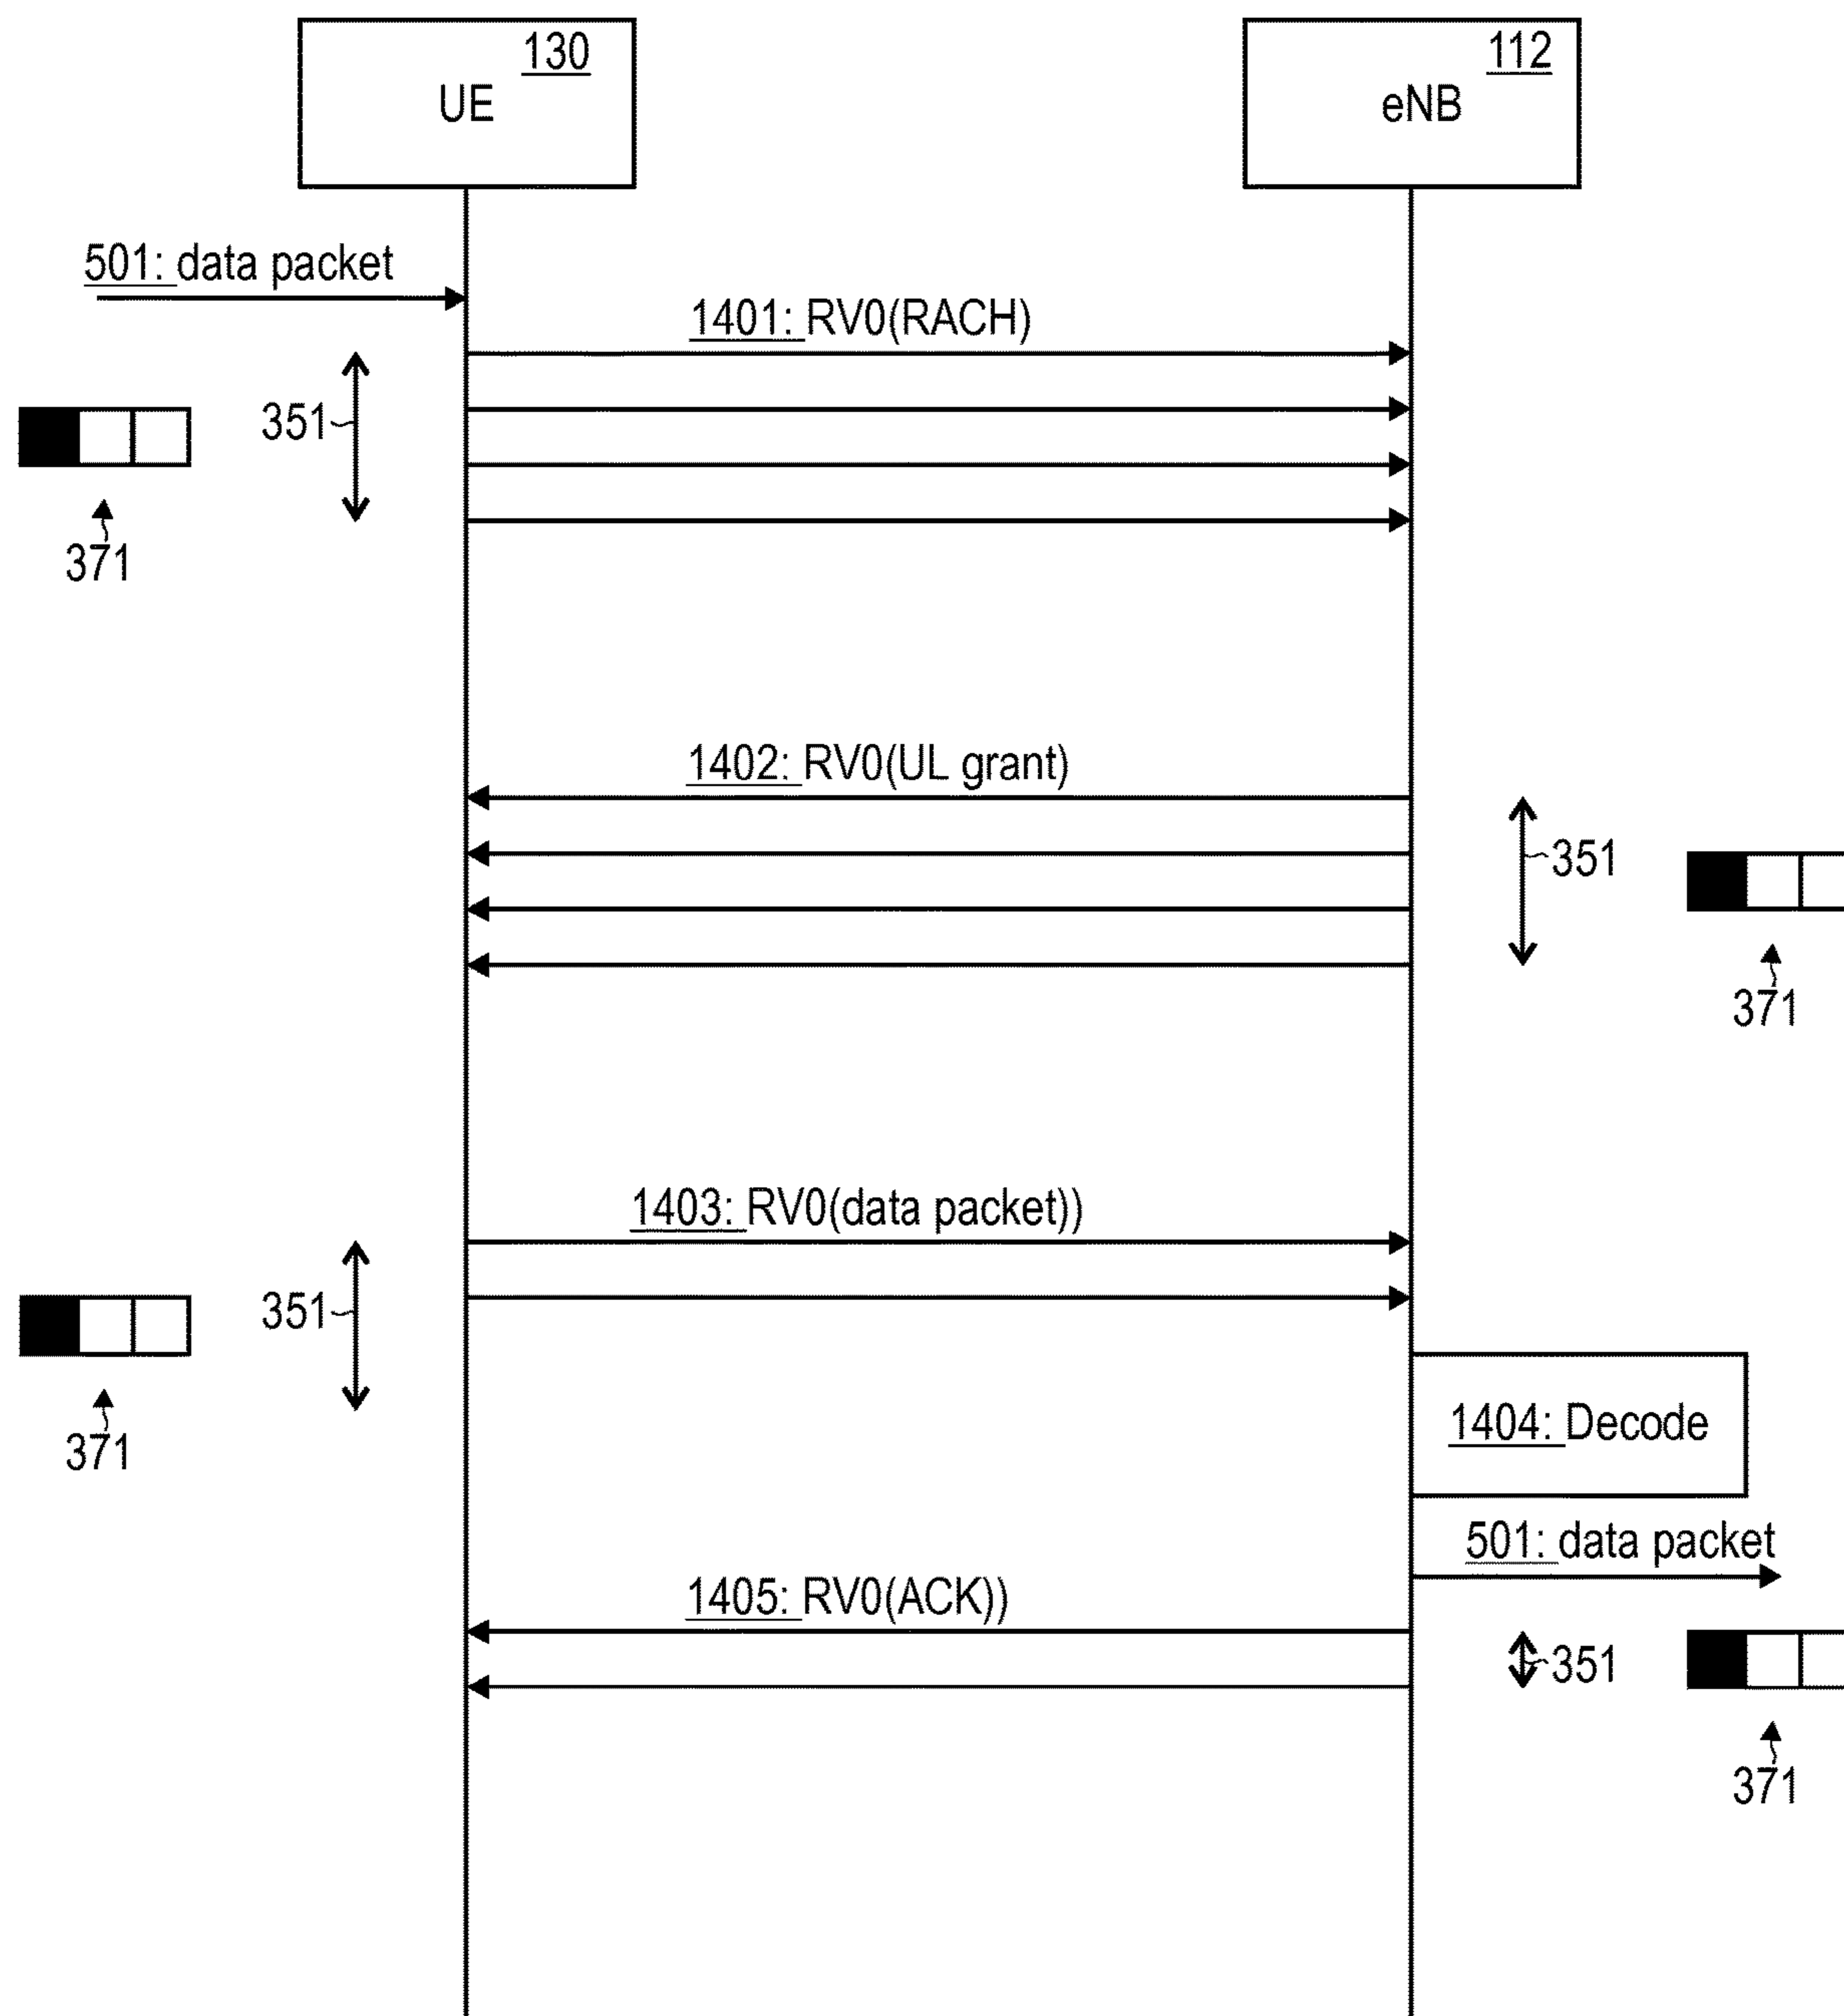 130
UE
112
eNB
501: data packet
1401: RV0(RACH)
351
371
1402: RV0(UL grant)
351
371
1403: RV0(data packet))
351
371
1404: Decode
501: data packet
1405: RV0(ACK))
351
371